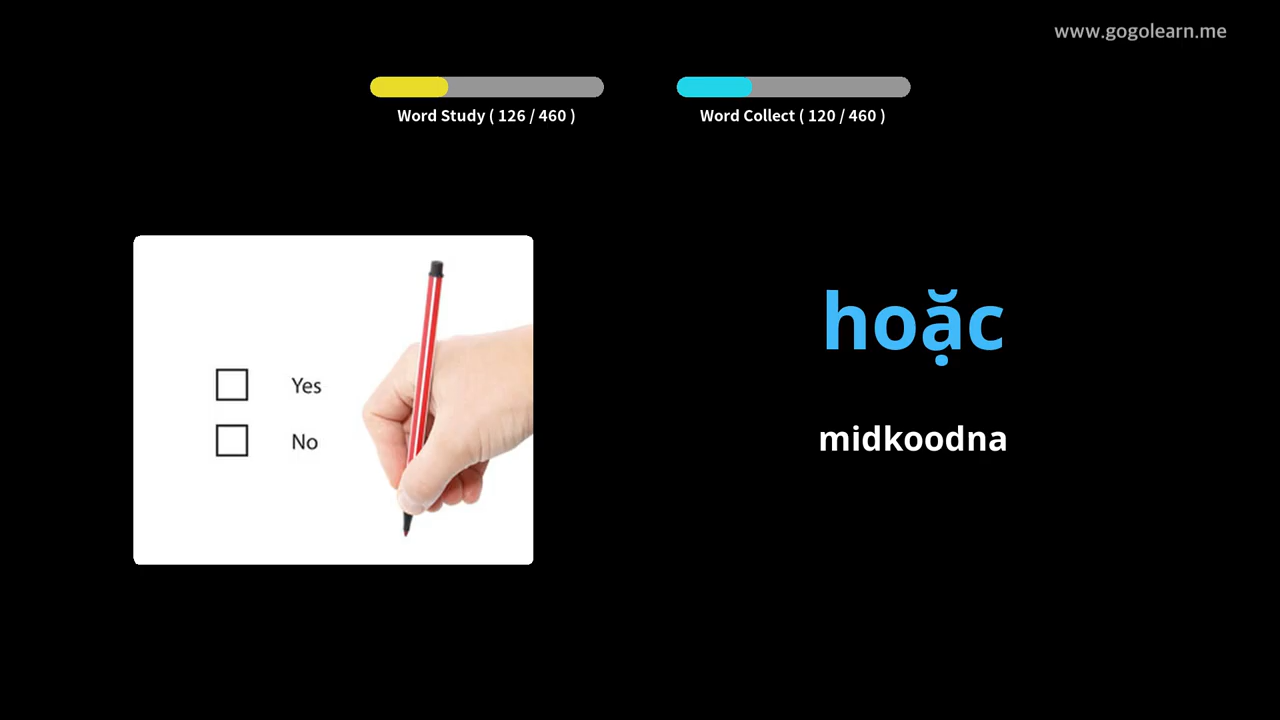 www.gogolearn.me
Word Study ( 126 / 460 )
Word Collect ( 120 / 460 )
Yes
No
hoặc
midkoodna